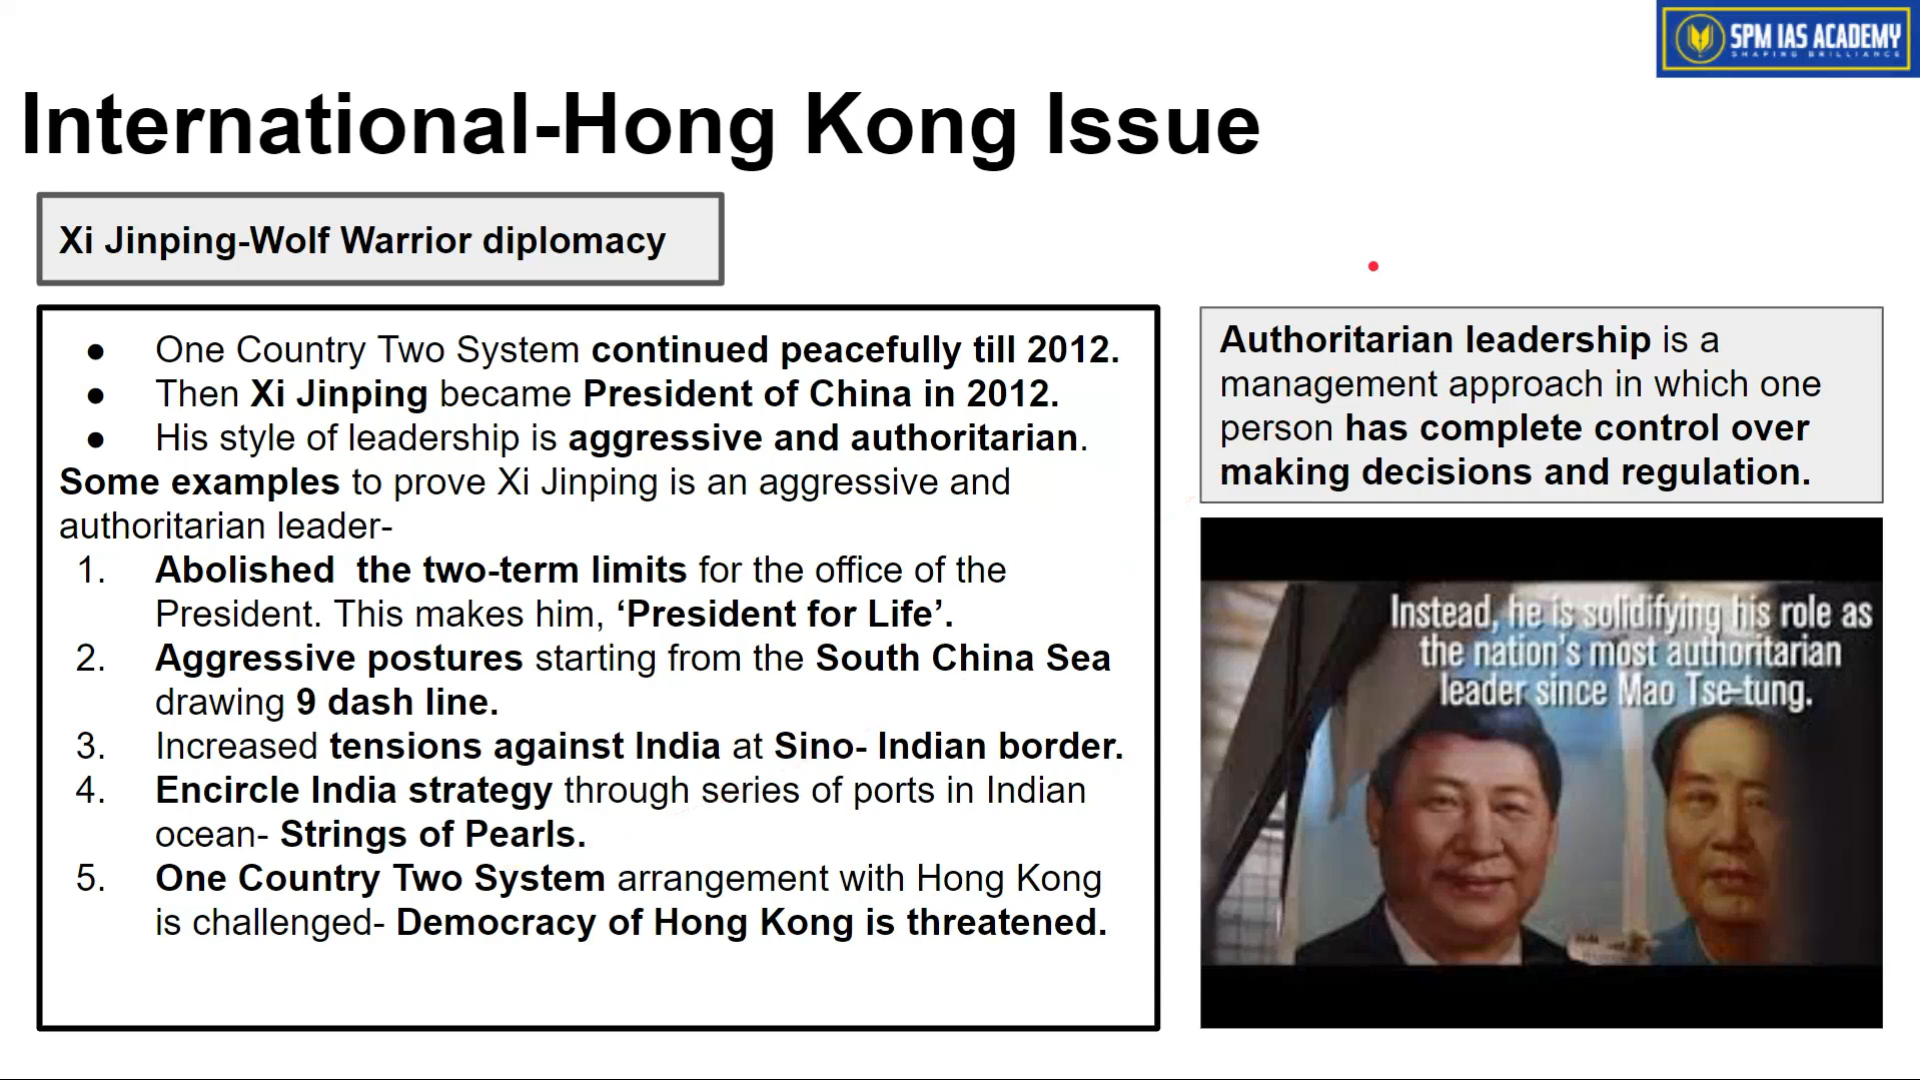 SPM IAS ACADEMY
SHAPING BRILLIANCE
International-Hong Kong Issue
Xi Jinping-Wolf Warrior diplomacy
● One Country Two System continued peacefully till 2012.
● Then Xi Jinping became President of China in 2012.
● His style of leadership is aggressive and authoritarian.
Some examples to prove Xi Jinping is an aggressive and
authoritarian leader-
1. Abolished the two-term limits for the office of the
President. This makes him, ‘President for Life’.
2. Aggressive postures starting from the South China Sea
drawing 9 dash line.
3. Increased tensions against India at Sino- Indian border.
4. Encircle India strategy through series of ports in Indian
ocean- Strings of Pearls.
5. One Country Two System arrangement with Hong Kong
is challenged- Democracy of Hong Kong is threatened.
Authoritarian leadership is a
management approach in which one
person has complete control over
making decisions and regulation.
Instead, he is solidifying his role as
the nation's most authoritarian
leader since Mao Tse-tung.